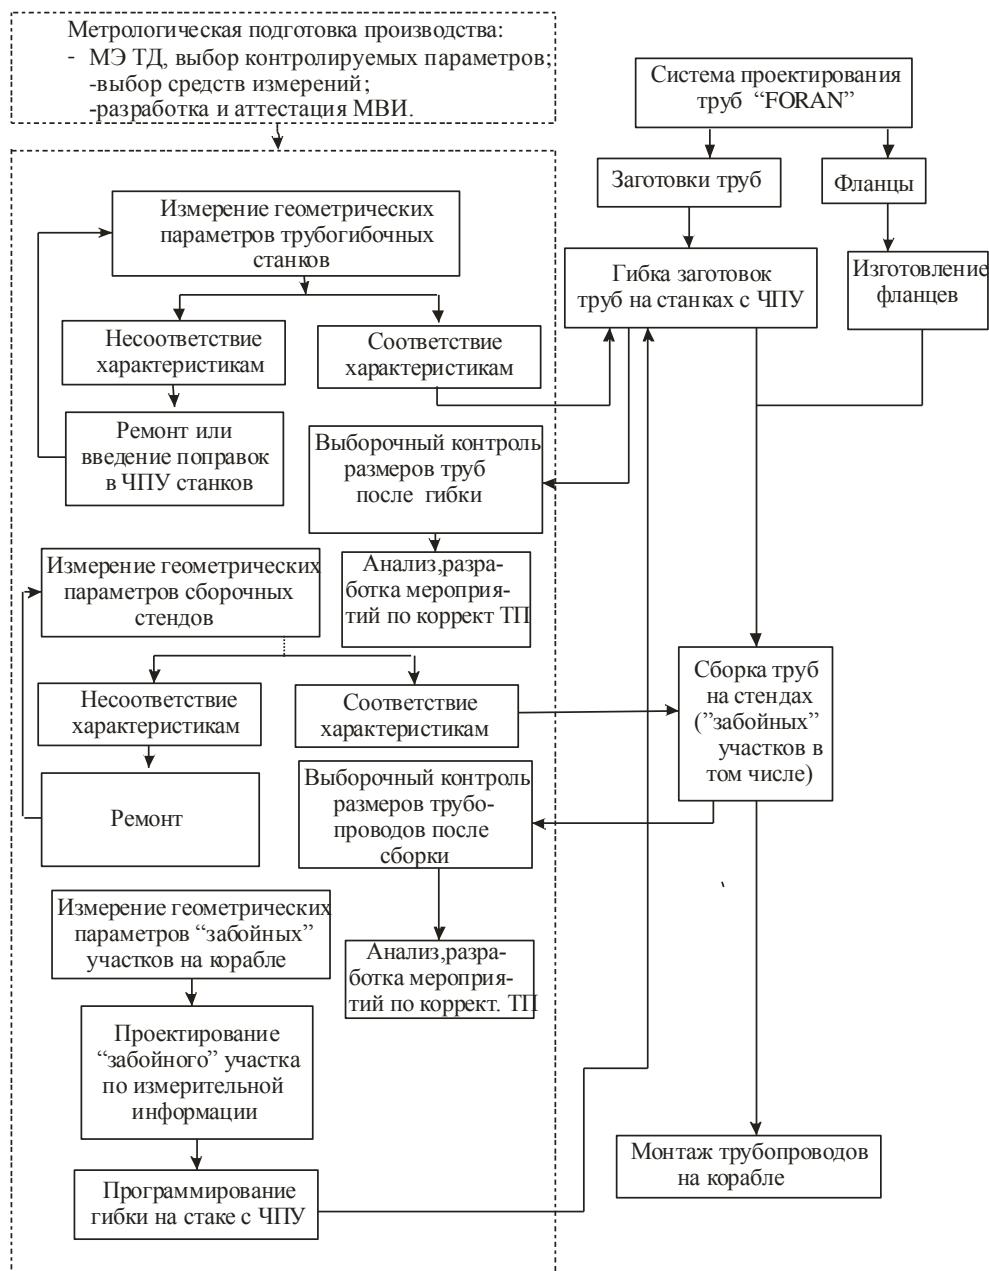 Метрологическая подготовка производства:
- МЭ ТД, выбор контролируемых параметров;
-выбор средств измерений;
-разработка и аттестация МВИ.
Система проектирования
труб “FORAN”
Заготовки труб
Фланцы
Измерение геометрических
параметров трубогибочных
станков
Гибка заготовок
труб на станках с ЧПУ
Изготовление
фланцев
Несоответствие
характеристикам
Соответствие
характеристикам
Ремонт или
введение поправок
в ЧПУ станков
Выборочный контроль
размеров труб
после гибки
Измерение геометрических
параметров сборочных
стендов
Анализ,разра-
ботка мероприя-
тий по коррект ТП
Несоответствие
характеристикам
Соответствие
характеристикам
Сборка труб
на стендах
(”забойных”
участков в
том числе)
Ремонт
Выборочный контроль
размеров трубо-
проводов после
сборки
Измерение геометрических
параметров “забойных”
участков на корабле
Анализ,разра-
ботка мероприя-
тий по коррект. ТП
Проектирование
“забойного” участка
по измерительной
информации
Монтаж трубопроводов
на корабле
Программирование
гибки на стаке с ЧПУ